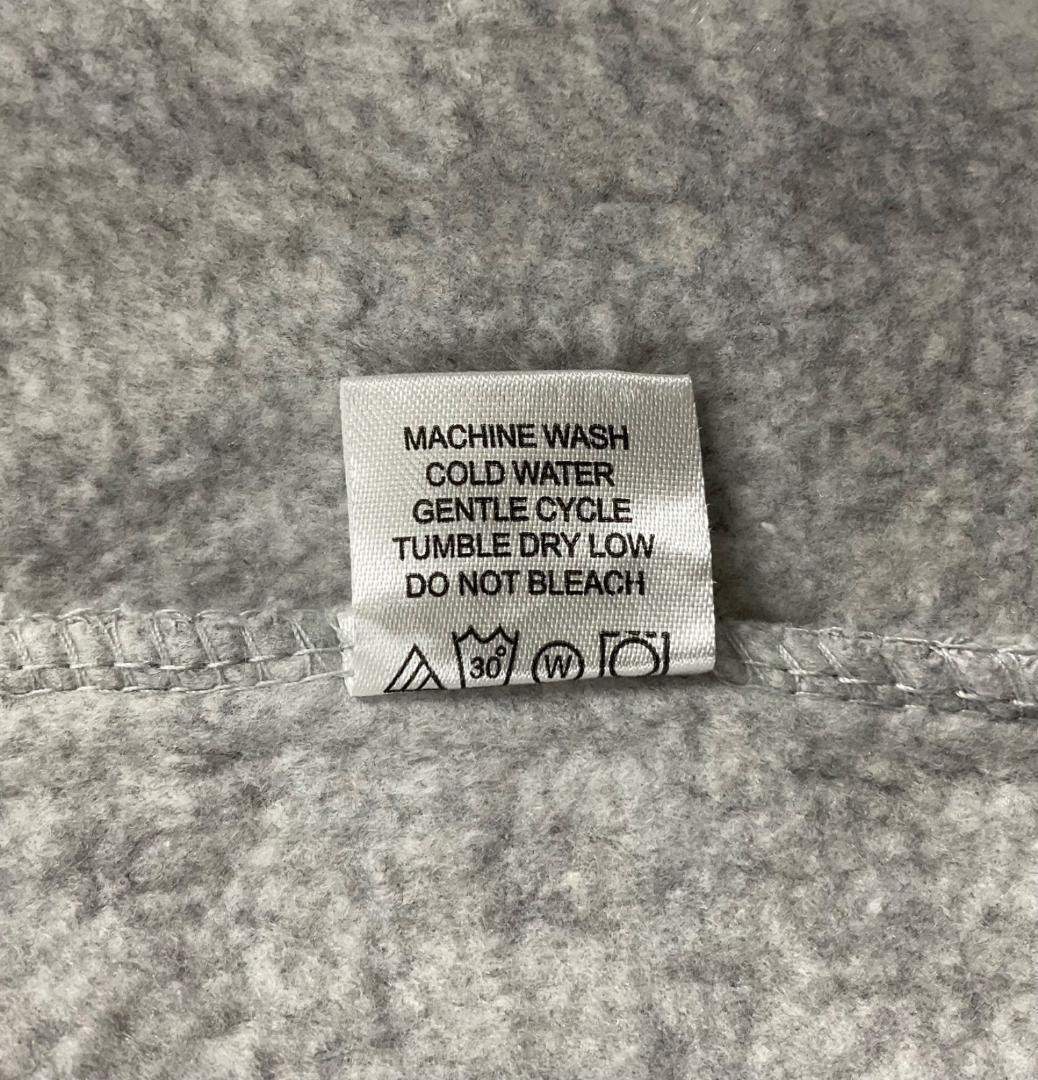 MACHINE WASH
COLD WATER
GENTLE CYCLE
TUMBLE DRY LOW
DO NOT BLEACH
30° W